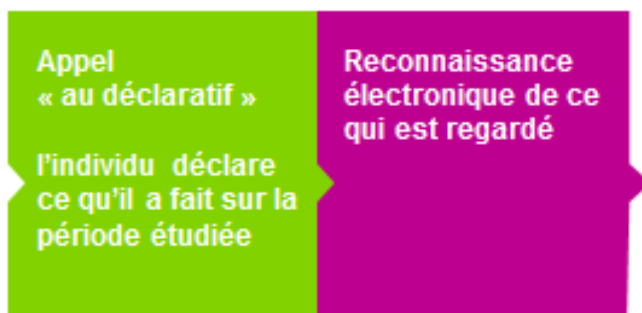 Appel
« au déclaratif »
l'individu déclare
ce qu'il a fait sur la
période étudiée
Reconnaissance
électronique de ce
qui est regardé